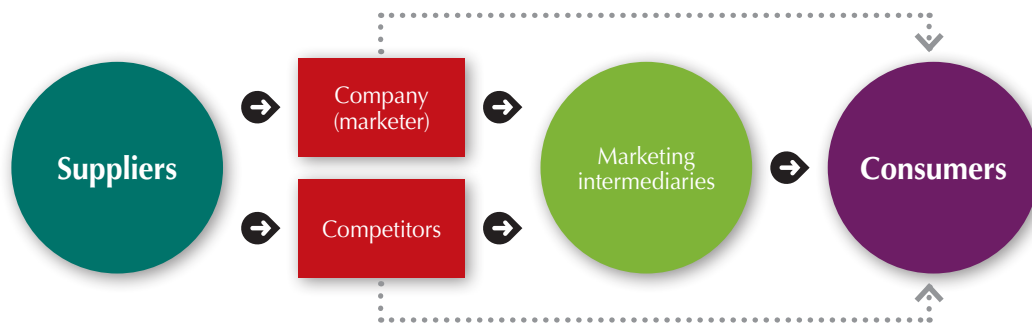 Suppliers
Company
(marketer)
Competitors
Marketing
intermediaries
Consumers